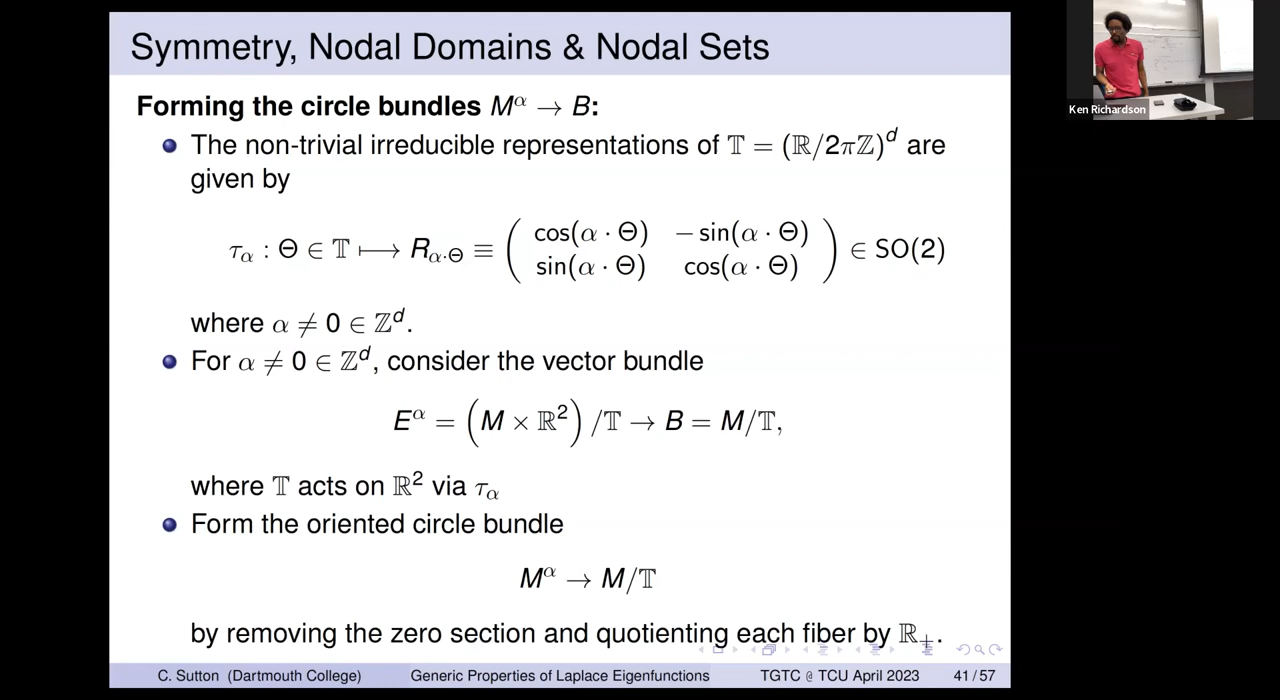 Symmetry, Nodal Domains & Nodal Sets
Forming the circle bundles M^α → B:
The non-trivial irreducible representations of 𝕋 = (ℝ/2πℤ)^d are
given by
τ_α : Θ ∈ 𝕋 ⟼ R_{α·Θ} ≡ ( cos(α · Θ) − sin(α · Θ)
sin(α · Θ) cos(α · Θ) ) ∈ SO(2)
where α ≠ 0 ∈ ℤ^d.
For α ≠ 0 ∈ ℤ^d, consider the vector bundle
E^α = (M × ℝ²) /𝕋 → B = M/𝕋,
where 𝕋 acts on ℝ² via τ_α
Form the oriented circle bundle
M^α → M/𝕋
by removing the zero section and quotienting each fiber by ℝ₊.
C. Sutton (Dartmouth College) Generic Properties of Laplace Eigenfunctions TGTC @ TCU April 2023 41 / 57
Ken Richardson